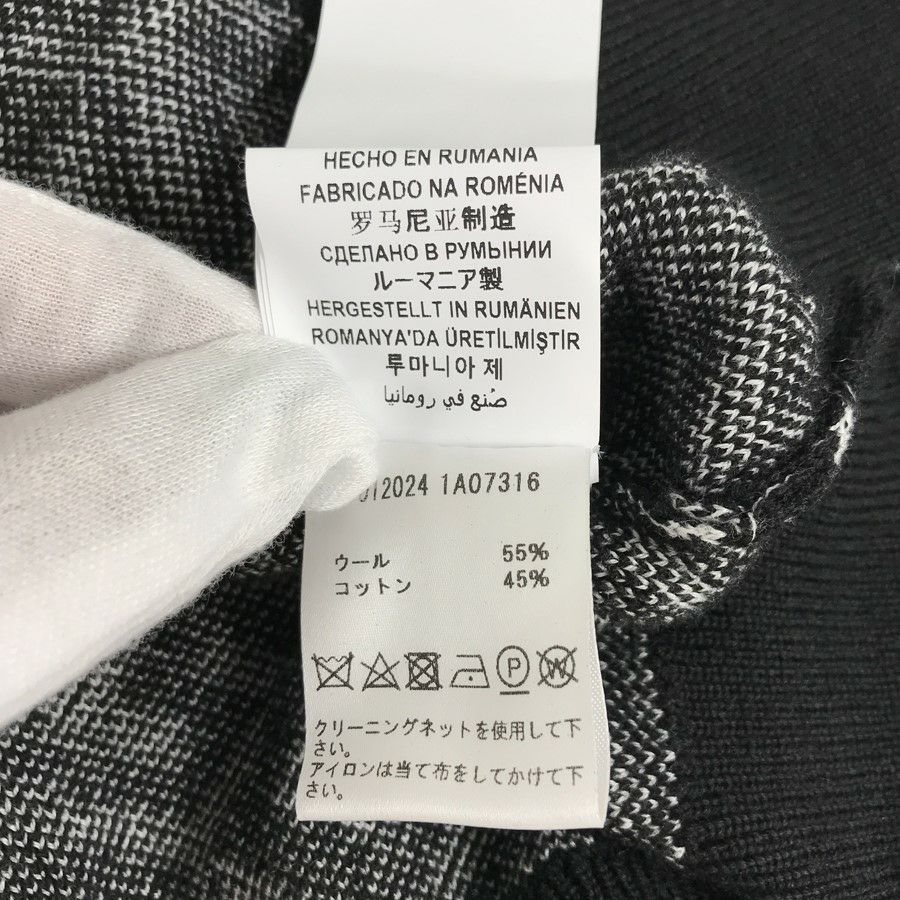 HECHO EN RUMANIA
FABRICADO NA ROMÉNIA
罗马尼亚制造
СДЕЛАНО В РУМЫНИИ
ルーマニア製
HERGESTELLT IN RUMÄNIEN
ROMANYA'DA ÜRETİLMİŞTİR
루마니아 제
صُنع في رومانيا
2024 1A07316
ウール 55%
コットン 45%
P W
クリーニングネットを使用して下
さい。
アイロンは当て布をしてかけて下
さい。